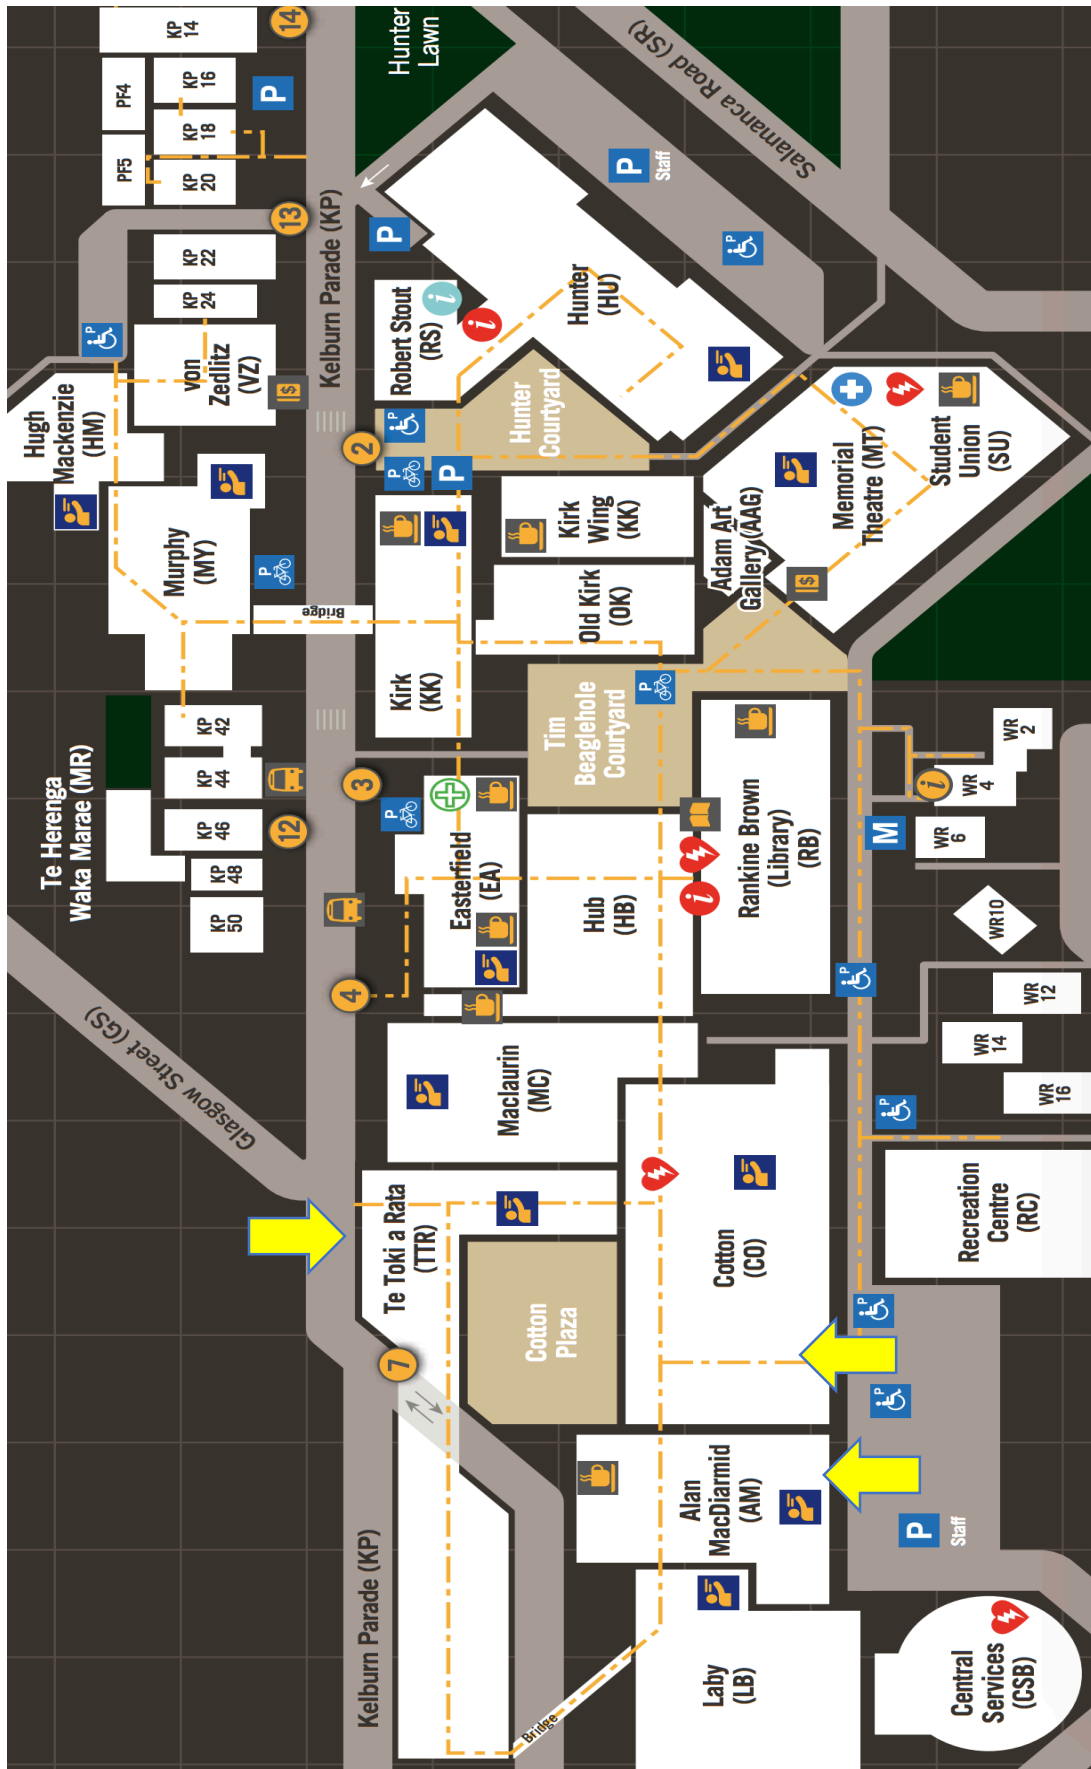 KP
14
14
PF4
KP
16
P
KP
18
PF5
KP
20
13
KP
22
KP
24
P
Hugh
Mackenzie
(HM)
von
Zedlitz
(VZ)
$
Murphy
(MY)
P
Bridge
Te Herenga
Waka Marae (MR)
KP
42
KP
44
KP
46
12
KP
48
KP
50
Glasgow Street (GS)
Kelburn Parade (KP)
Kelburn Parade (KP)
Hunter
Lawn
Salamanca Road (SR)
P
Staff
P
P
Robert Stout
(RS)
i
i
Hunter
(HU)
2
P
P
P
Hunter
Courtyard
Kirk
Wing
(KK)
Adam Art
Gallery (AAG)
Memorial
Theatre (MT)
Student
Union
(SU)
$
Old Kirk
(OK)
Kirk
(KK)
Tim
Beaglehole
Courtyard
P
3
P
Easterfield
(EA)
Hub
(HB)
i
Rankine Brown
(Library)
(RB)
4
P
M
i
WR
2
WR
4
WR
6
WR10
WR
12
WR
14
WR
16
Maclaurin
(MC)
P
Te Toki a Rata
(TTR)
Cotton
(CO)
Recreation
Centre
(RC)
Cotton
Plaza
7
P
P
Alan
MacDiarmid
(AM)
P
Staff
Laby
(LB)
Bridge
Central
Services
(CSB)